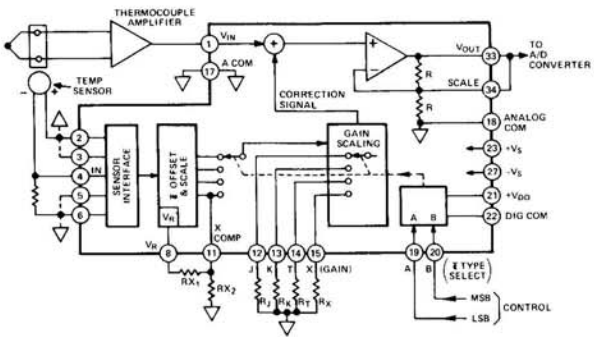 THERMOCOUPLE
AMPLIFIER
TEMP
SENSOR
- +
1
VIN
17
A COM
+
+
-
VOUT
33
TO
A/D
CONVERTER
R
SCALE
34
R
18
ANALOG
COM
CORRECTION
SIGNAL
23
+VS
27
-VS
21
+VDO
22
DIG COM
2
3
4
IN
5
6
SENSOR
INTERFACE
OFFSET
& SCALE
VR
GAIN
SCALING
A B
X
COMP
VR
8
11
12
13
14
15
J
K
T
X
(GAIN)
19
20
A
B
TYPE
SELECT
RX1
RX2
RJ
RK
RT
RX
MSB
LSB
CONTROL